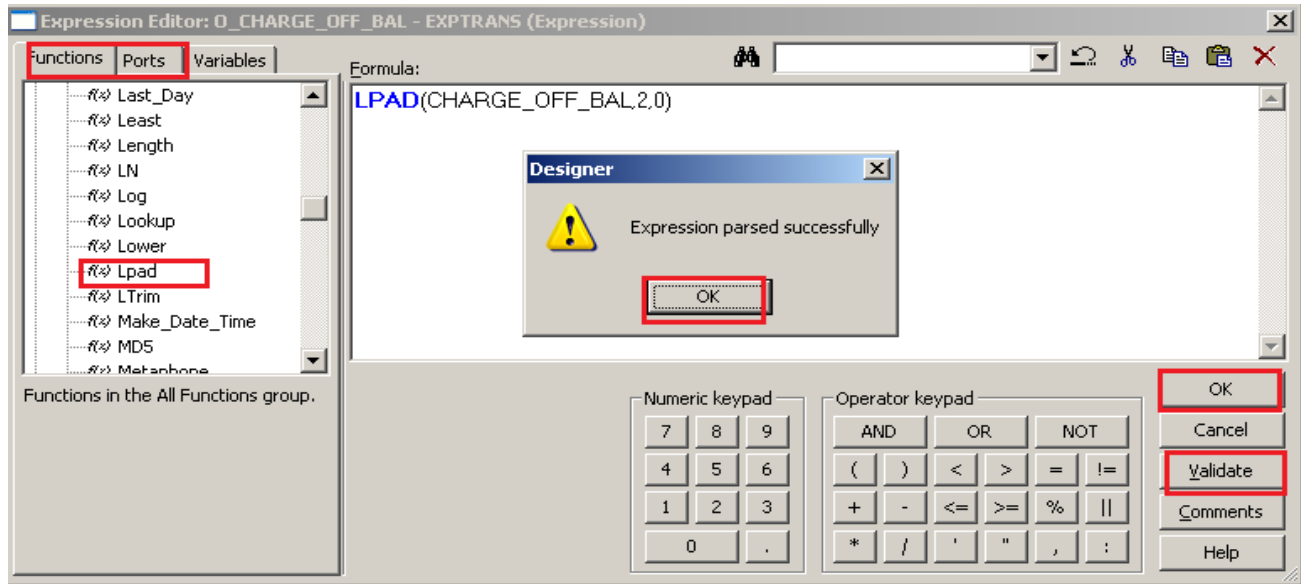 Expression Editor: O_CHARGE_OFF_BAL - EXPTRANS (Expression)
Functions Ports Variables
Formula:
LPAD(CHARGE_OFF_BAL,2,0)
f(x) Last_Day
f(x) Least
f(x) Length
f(x) LN
f(x) Log
f(x) Lookup
f(x) Lower
f(x) Lpad
f(x) LTrim
f(x) Make_Date_Time
f(x) MD5
f(x) Metaphone
Functions in the All Functions group.
Designer
Expression parsed successfully
OK
Numeric keypad
7 8 9
4 5 6
1 2 3
0 .
Operator keypad
AND OR NOT
( ) < > = !=
+ - <= >= % ||
* / ' " , :
OK
Cancel
Validate
Comments
Help